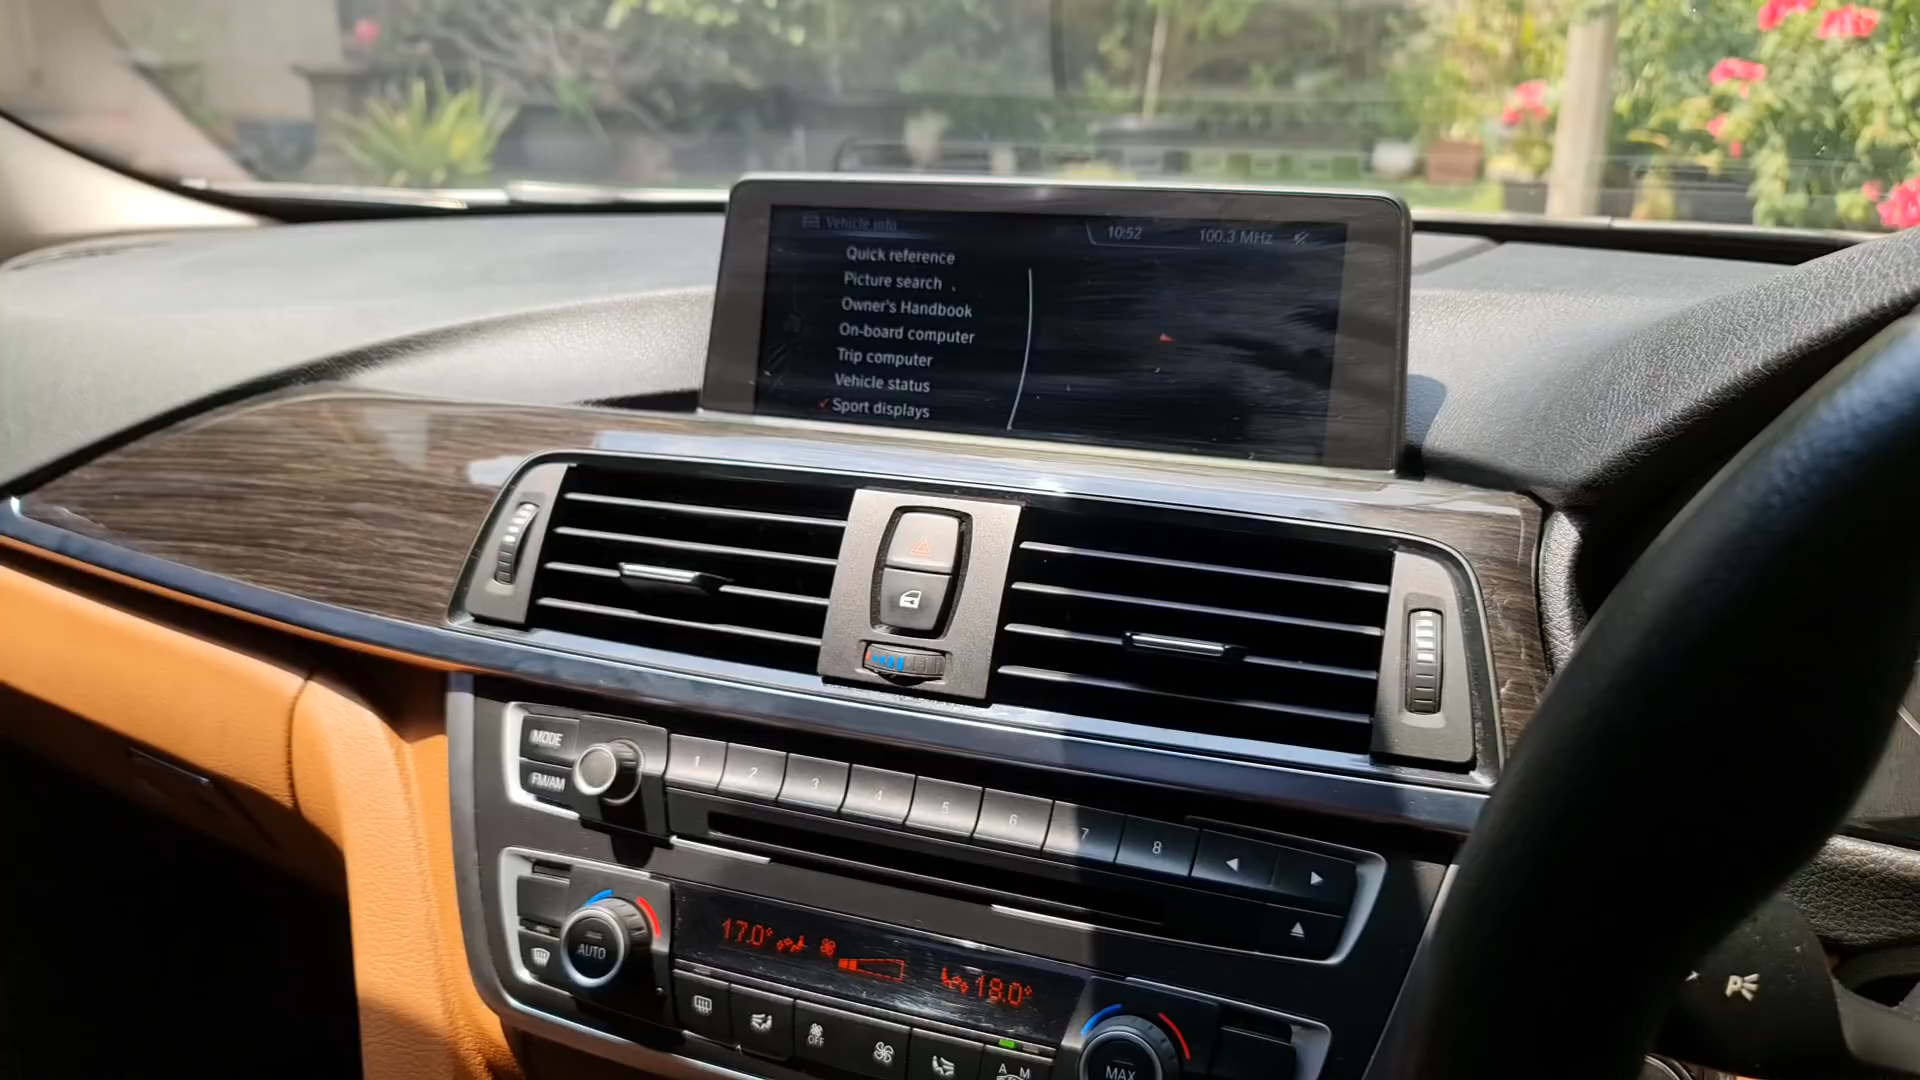 Vehicle info
10:52
100.3 MHz
Quick reference
Picture search
Owner's Handbook
On-board computer
Trip computer
Vehicle status
Sport displays
MODE
FM/AM
1
2
3
4
5
6
7
8
AUTO
17.0°
18.0°
OFF
A
M
MAX
P